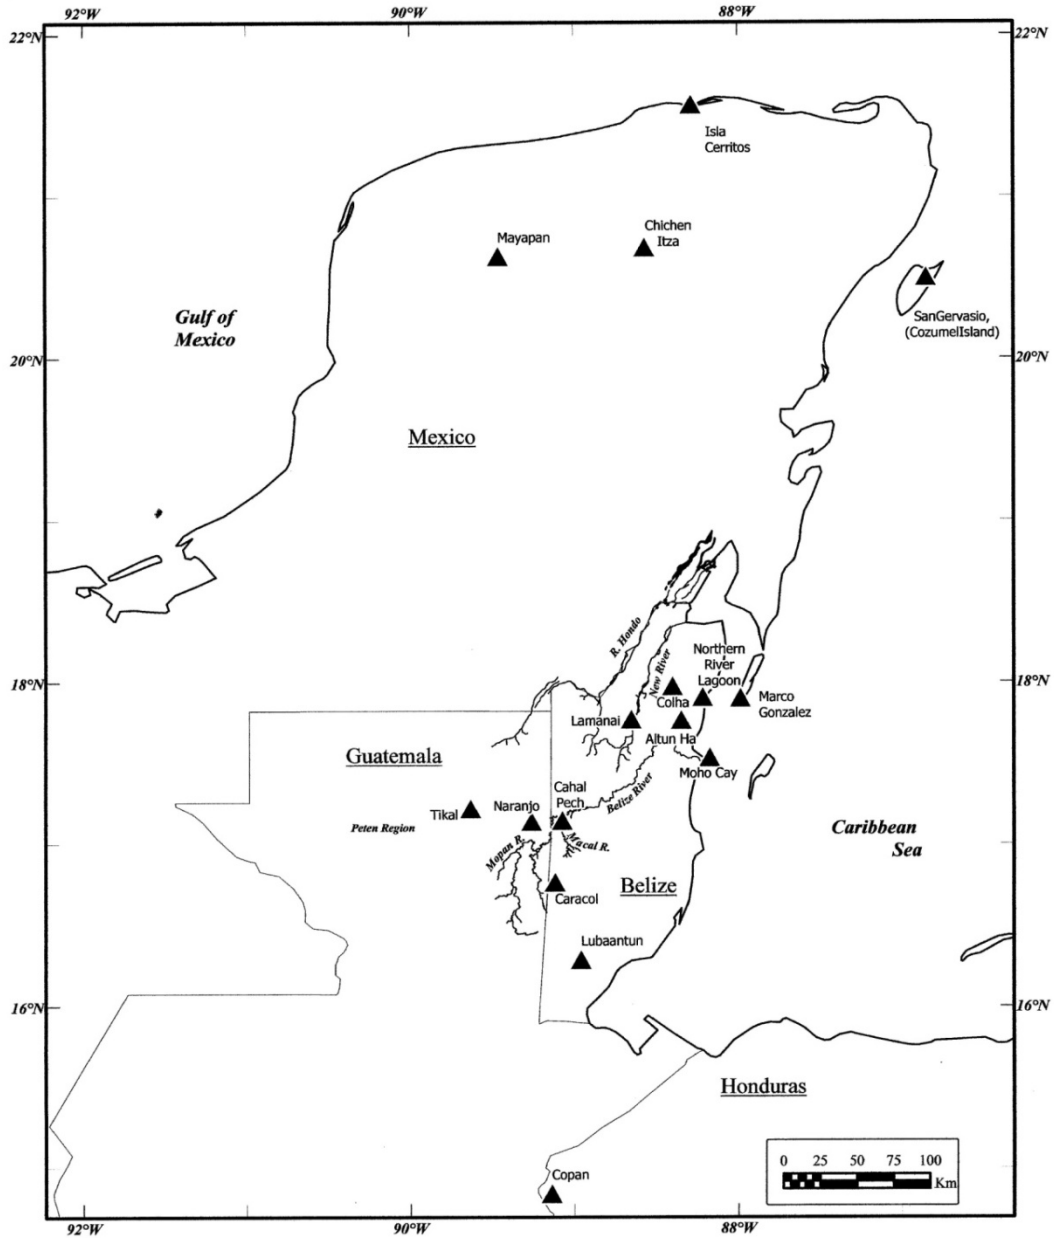 92°W
90°W
88°W
22°N
22°N
Isla
Cerritos
Chichen
Itza
Mayapan
Gulf of
Mexico
SanGervasio,
(CozumelIsland)
20°N
20°N
Mexico
R. Hondo
New River
Northern
River
Lagoon
18°N
18°N
Colha
Marco
Gonzalez
Lamanai
Altun Ha
Guatemala
Moho Cay
Cahal
Pech
Belize River
Tikal
Naranjo
Peten Region
Caribbean
Sea
Mopan R.
Macal R.
Belize
Caracol
Lubaantun
16°N
16°N
Honduras
0 25 50 75 100
Km
Copan
92°W
90°W
88°W